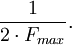 1
2 · F_max .